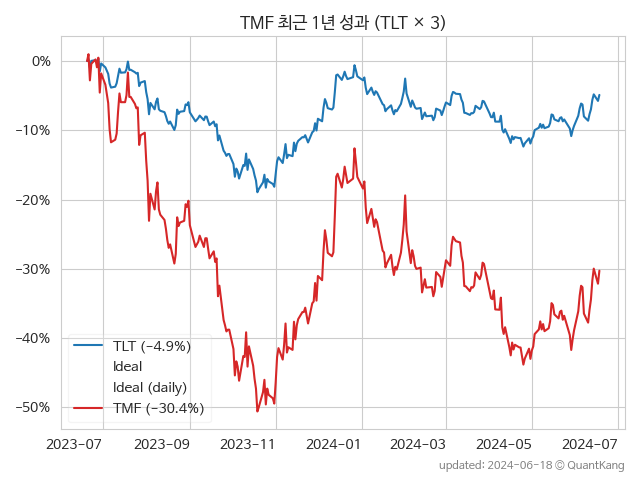 TMF 최근 1년 성과 (TLT × 3)
0%
−10%
−20%
−30%
−40%
−50%
TLT (−4.9%)
Ideal
Ideal (daily)
TMF (−30.4%)
2023−07
2023−09
2023−11
2024−01
2024−03
2024−05
2024−07
updated: 2024−06−18 © QuantKang